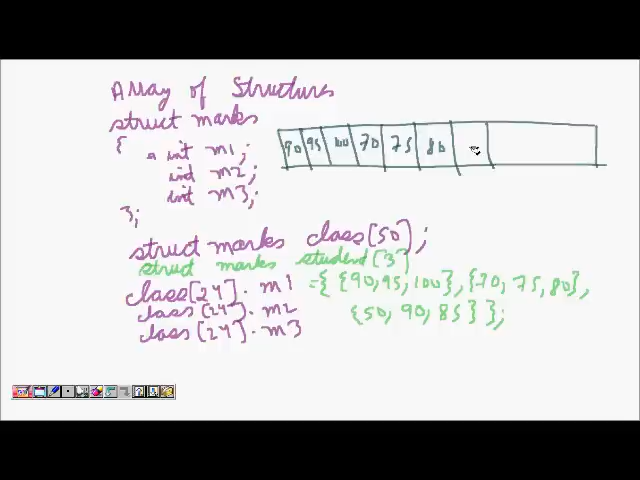 Array of Structures
struct marks
90 95 100 70 75 80
{
int m1;
int m2;
int m3;
};
struct marks class[50];
struct marks student[3]
={ {90,95,100},{70,75,80},
{50,90,85} };
class[24].m1
class[24].m2
class[24].m3